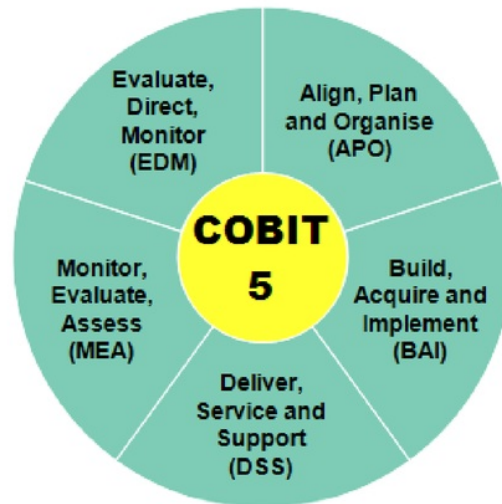 Evaluate,
Direct,
Monitor
(EDM)
Align, Plan
and Organise
(APO)
COBIT
5
Monitor,
Evaluate,
Assess
(MEA)
Build,
Acquire and
Implement
(BAI)
Deliver,
Service and
Support
(DSS)